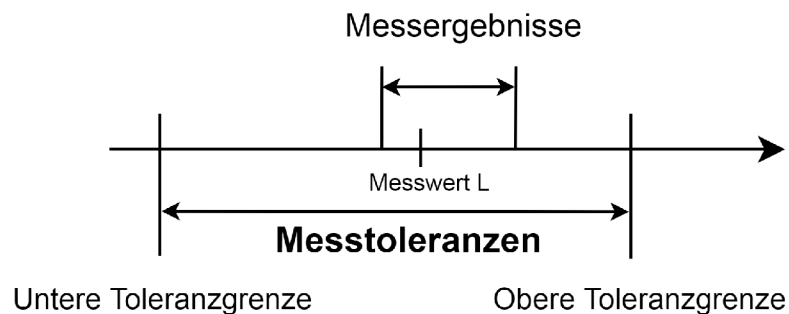 Messergebnisse
Messwert L
Messtoleranzen
Untere Toleranzgrenze
Obere Toleranzgrenze